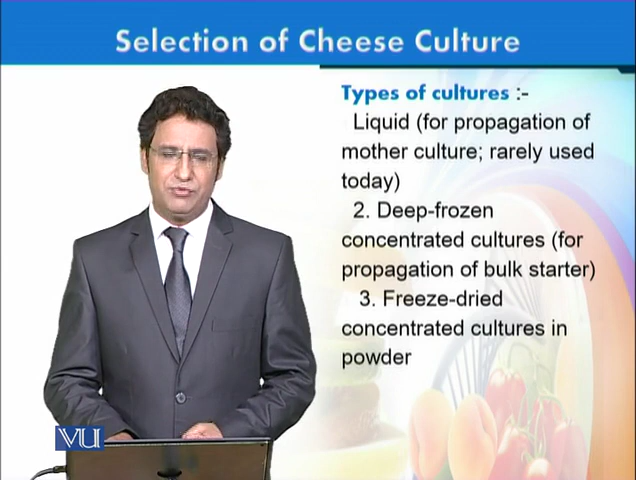 Selection of Cheese Culture
Types of cultures :-
Liquid (for propagation of
mother culture; rarely used
today)
2. Deep-frozen
concentrated cultures (for
propagation of bulk starter)
3. Freeze-dried
concentrated cultures in
powder
VU